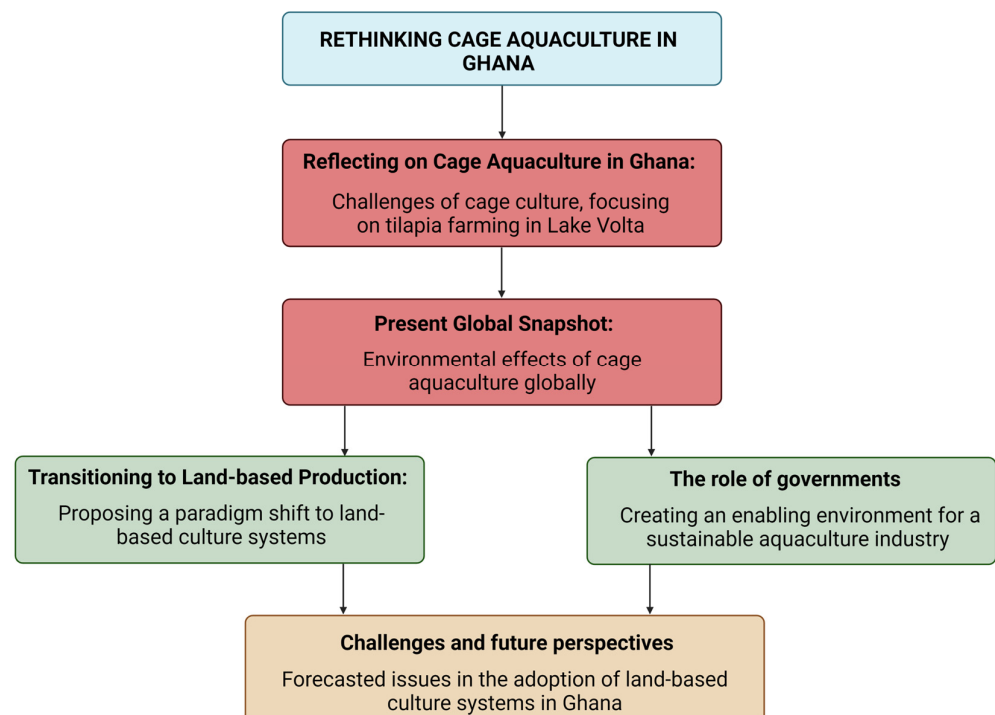 RETHINKING CAGE AQUACULTURE IN
GHANA
Reflecting on Cage Aquaculture in Ghana:
Challenges of cage culture, focusing
on tilapia farming in Lake Volta
Present Global Snapshot:
Environmental effects of cage
aquaculture globally
Transitioning to Land-based Production:
Proposing a paradigm shift to land-
based culture systems
The role of governments
Creating an enabling environment for a
sustainable aquaculture industry
Challenges and future perspectives
Forecasted issues in the adoption of land-based
culture systems in Ghana